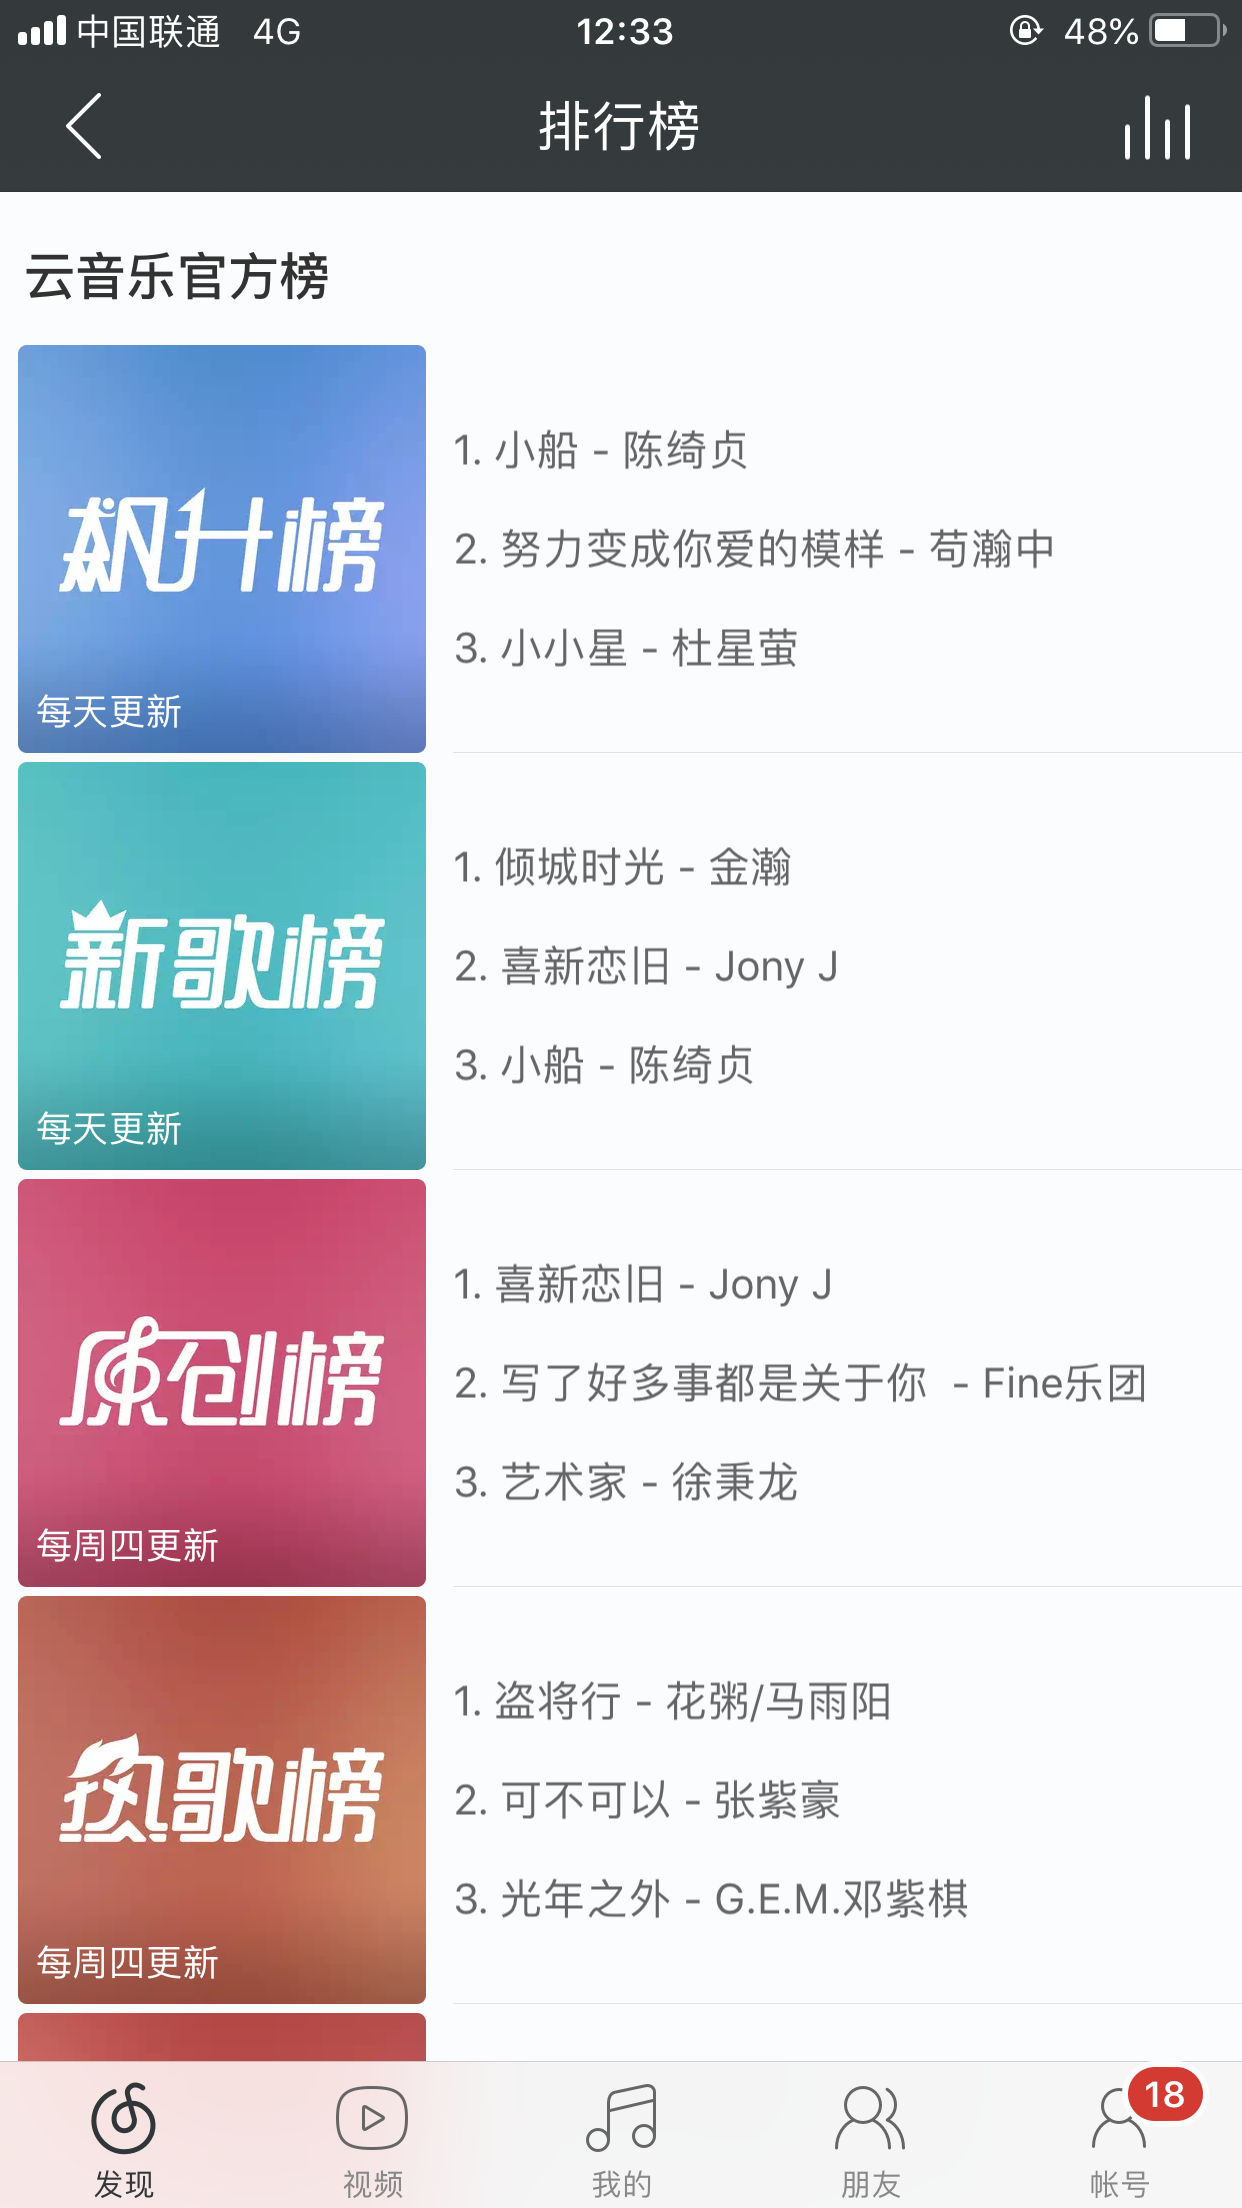 中国联通 4G 12:33 48%
排行榜
云音乐官方榜
飙升榜
每天更新
1. 小船 - 陈绮贞
2. 努力变成你爱的模样 - 苟瀚中
3. 小小星 - 杜星萤
新歌榜
每天更新
1. 倾城时光 - 金瀚
2. 喜新恋旧 - Jony J
3. 小船 - 陈绮贞
原创榜
每周四更新
1. 喜新恋旧 - Jony J
2. 写了好多事都是关于你 - Fine乐团
3. 艺术家 - 徐秉龙
热歌榜
每周四更新
1. 盗将行 - 花粥/马雨阳
2. 可不可以 - 张紫豪
3. 光年之外 - G.E.M.邓紫棋
18
发现 视频 我的 朋友 帐号